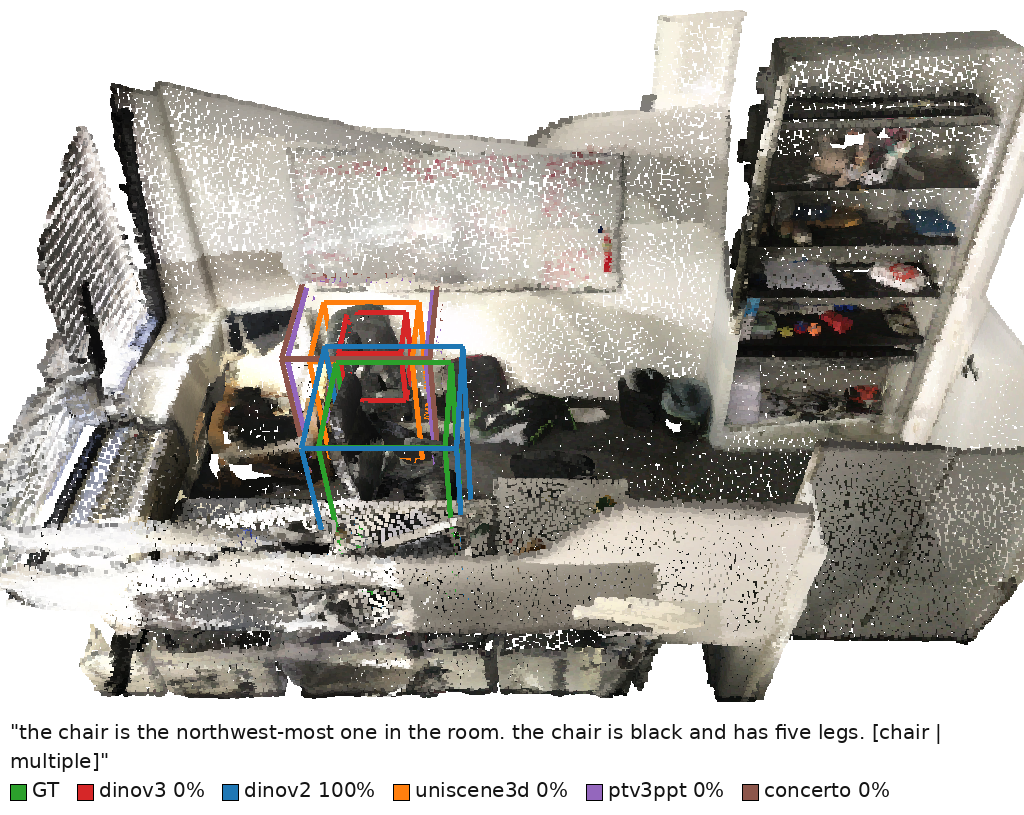 "the chair is the northwest-most one in the room. the chair is black and has five legs. [chair |
multiple]"
GT dinov3 0% dinov2 100% uniscene3d 0% ptv3ppt 0% concerto 0%